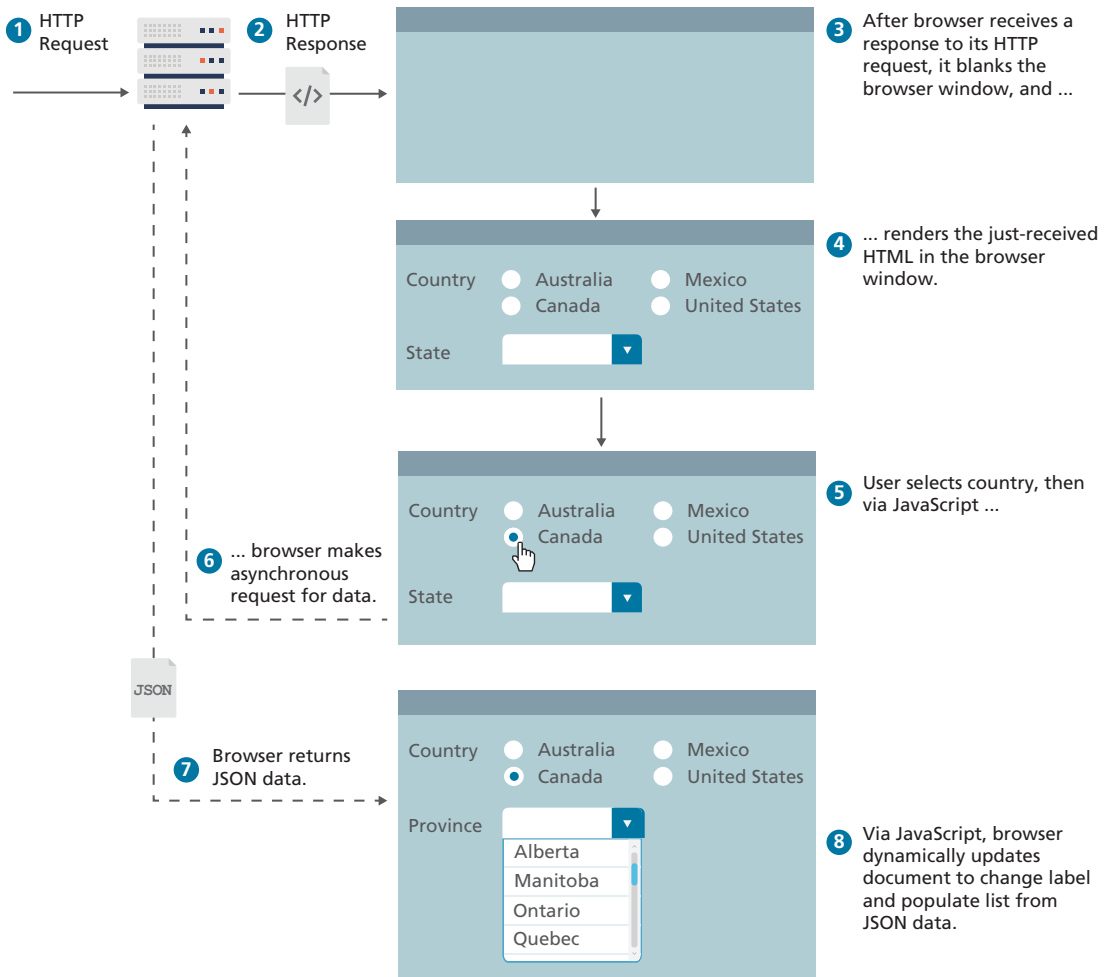 1 HTTP
Request
2 HTTP
Response
</>
3 After browser receives a
response to its HTTP
request, it blanks the
browser window, and ...
4 ... renders the just-received
HTML in the browser
window.
Country Australia Mexico
Canada United States
State
5 User selects country, then
via JavaScript ...
Country Australia Mexico
Canada United States
State
6 ... browser makes
asynchronous
request for data.
JSON
7 Browser returns
JSON data.
Country Australia Mexico
Canada United States
Province
Alberta
Manitoba
Ontario
Quebec
8 Via JavaScript, browser
dynamically updates
document to change label
and populate list from
JSON data.